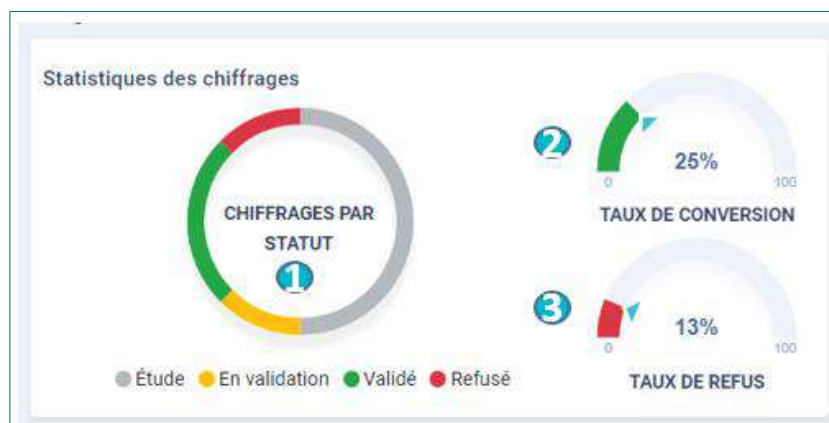 Statistiques des chiffrages
CHIFFRAGES PAR
STATUT
1
Étude En validation Validé Refusé
2
25%
0 100
TAUX DE CONVERSION
3
13%
0 100
TAUX DE REFUS